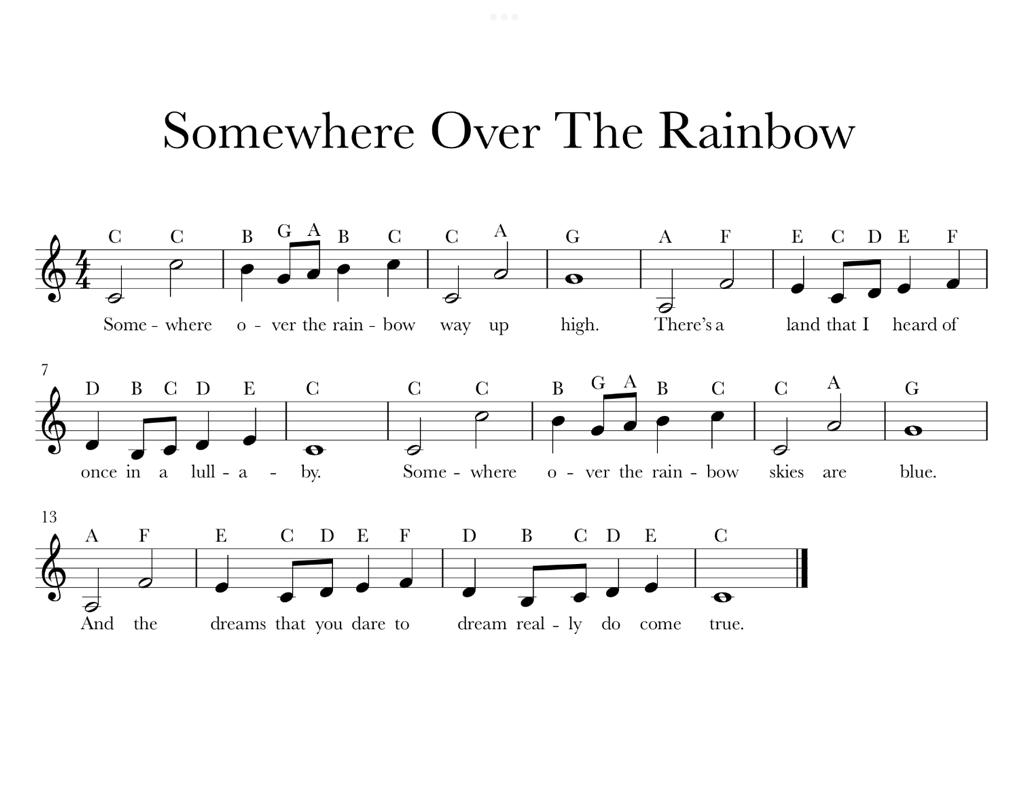 Somewhere Over The Rainbow
C C B G A B C C A G A F E C D E F
4
4
Some - where o - ver the rain - bow way up high. There's a land that I heard of
7
D B C D E C C C B G A B C C A G
once in a lull - a - by. Some - where o - ver the rain - bow skies are blue.
13
A F E C D E F D B C D E C
And the dreams that you dare to dream real - ly do come true.